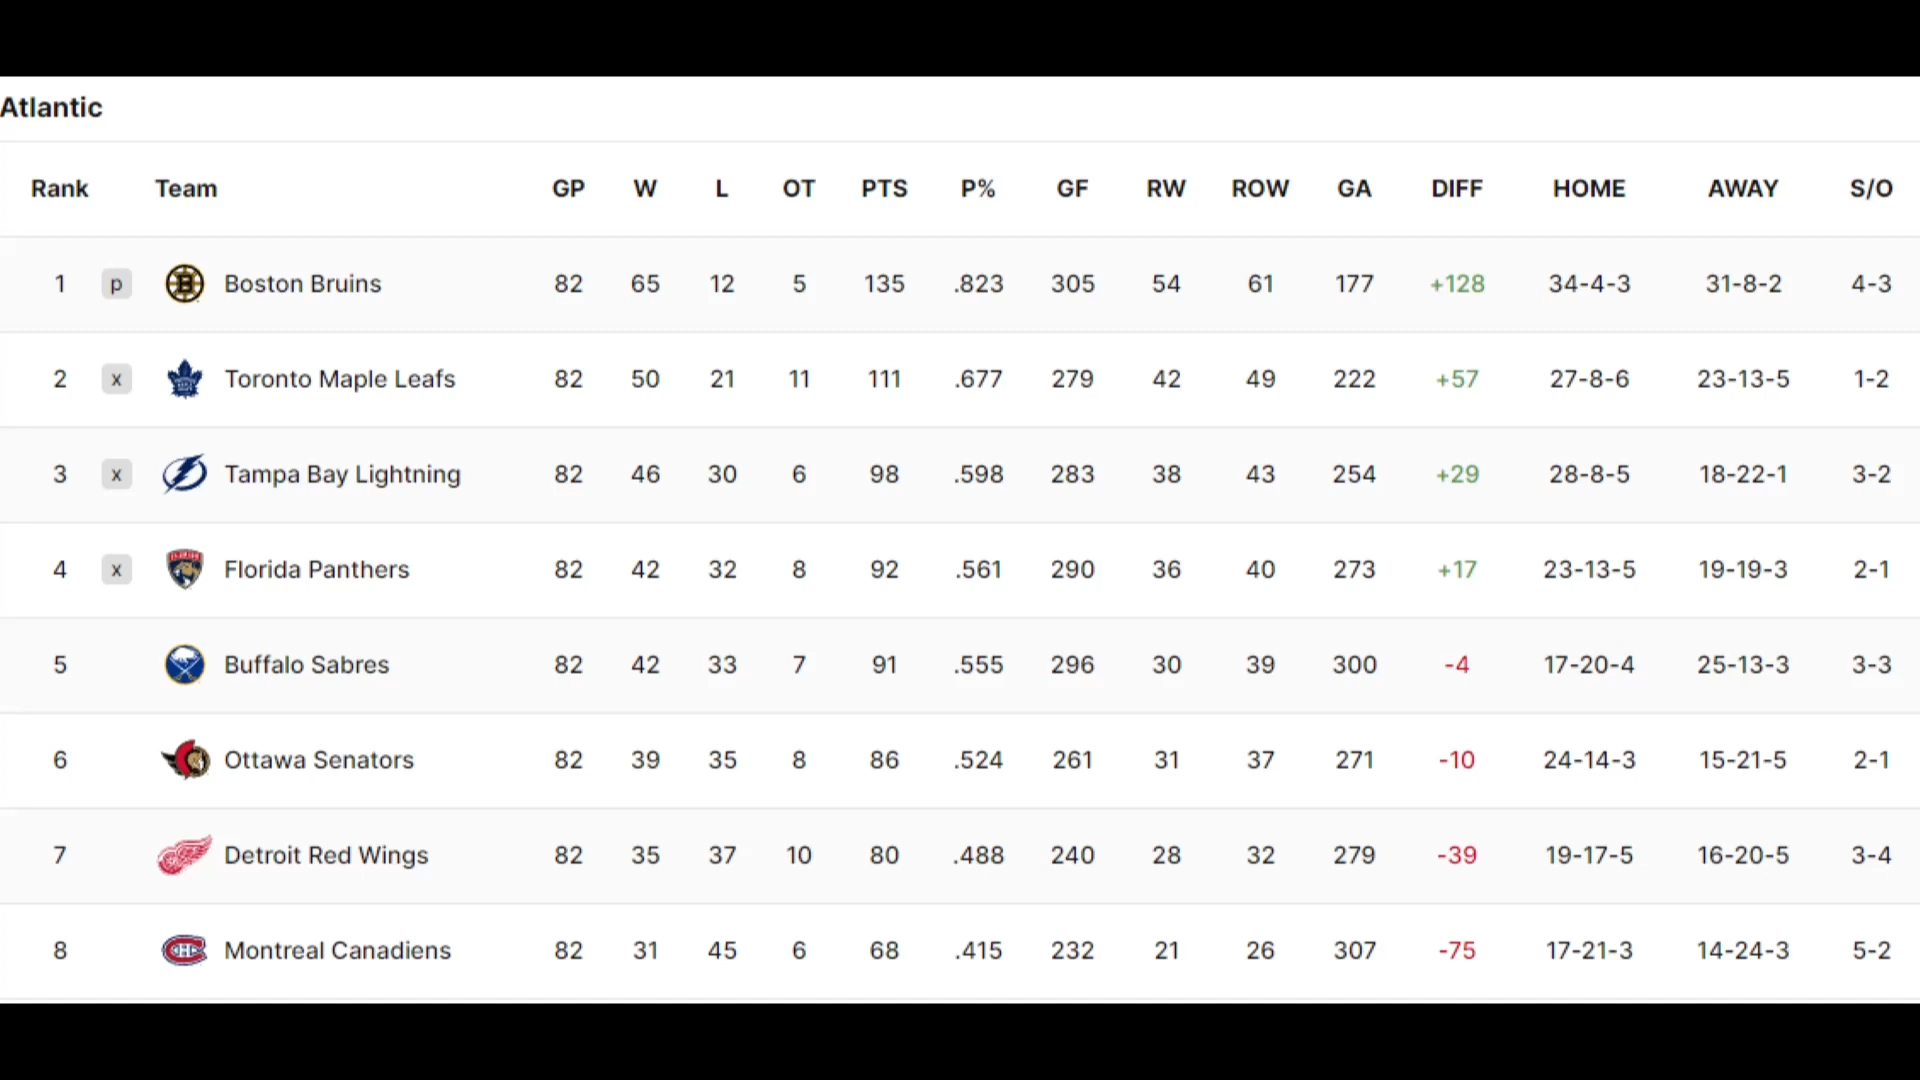 Atlantic
Rank Team GP W L OT PTS P% GF RW ROW GA DIFF HOME AWAY S/O
1 p Boston Bruins 82 65 12 5 135 .823 305 54 61 177 +128 34-4-3 31-8-2 4-3
2 x Toronto Maple Leafs 82 50 21 11 111 .677 279 42 49 222 +57 27-8-6 23-13-5 1-2
3 x Tampa Bay Lightning 82 46 30 6 98 .598 283 38 43 254 +29 28-8-5 18-22-1 3-2
4 x Florida Panthers 82 42 32 8 92 .561 290 36 40 273 +17 23-13-5 19-19-3 2-1
5 Buffalo Sabres 82 42 33 7 91 .555 296 30 39 300 -4 17-20-4 25-13-3 3-3
6 Ottawa Senators 82 39 35 8 86 .524 261 31 37 271 -10 24-14-3 15-21-5 2-1
7 Detroit Red Wings 82 35 37 10 80 .488 240 28 32 279 -39 19-17-5 16-20-5 3-4
8 Montreal Canadiens 82 31 45 6 68 .415 232 21 26 307 -75 17-21-3 14-24-3 5-2